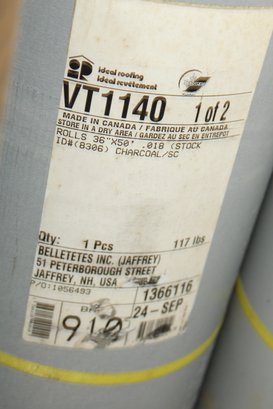 ideal roofing
ideal revêtement
VT1140 1 of 2
MADE IN CANADA / FABRIQUE AU CANADA
STORE IN A DRY AREA / GARDEZ AU SEC EN ENTREPOT
ROLLS 36"X50' .018 (STOCK
ID#(8306) CHARCOAL/SC
Qty: 1 Pcs 117 lbs
BELLETETES INC. (JAFFREY)
51 PETERBOROUGH STREET
JAFFREY, NH, USA
P/O:1056493
1366116
24-SEP
910